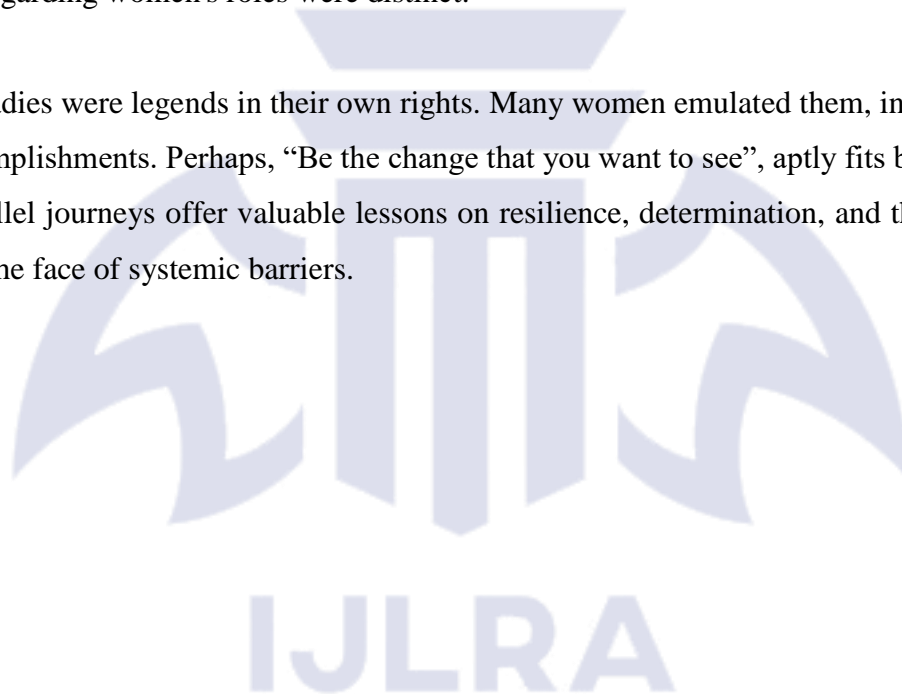 regarding women's roles were distinct.
ladies were legends in their own rights. Many women emulated them, in
mplishments. Perhaps, “Be the change that you want to see”, aptly fits b
llel journeys offer valuable lessons on resilience, determination, and th
he face of systemic barriers.
IJLRA